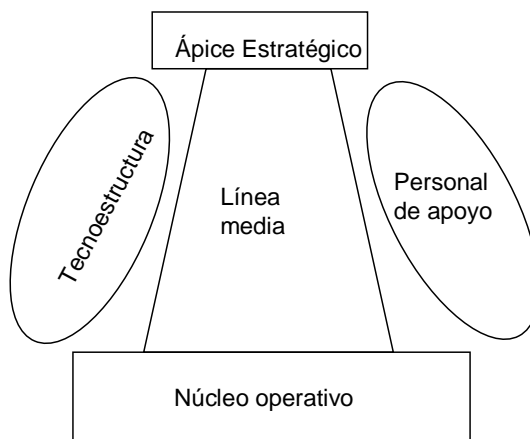 Ápice Estratégico
Tecnoestructura
Línea
media
Personal
de apoyo
Núcleo operativo